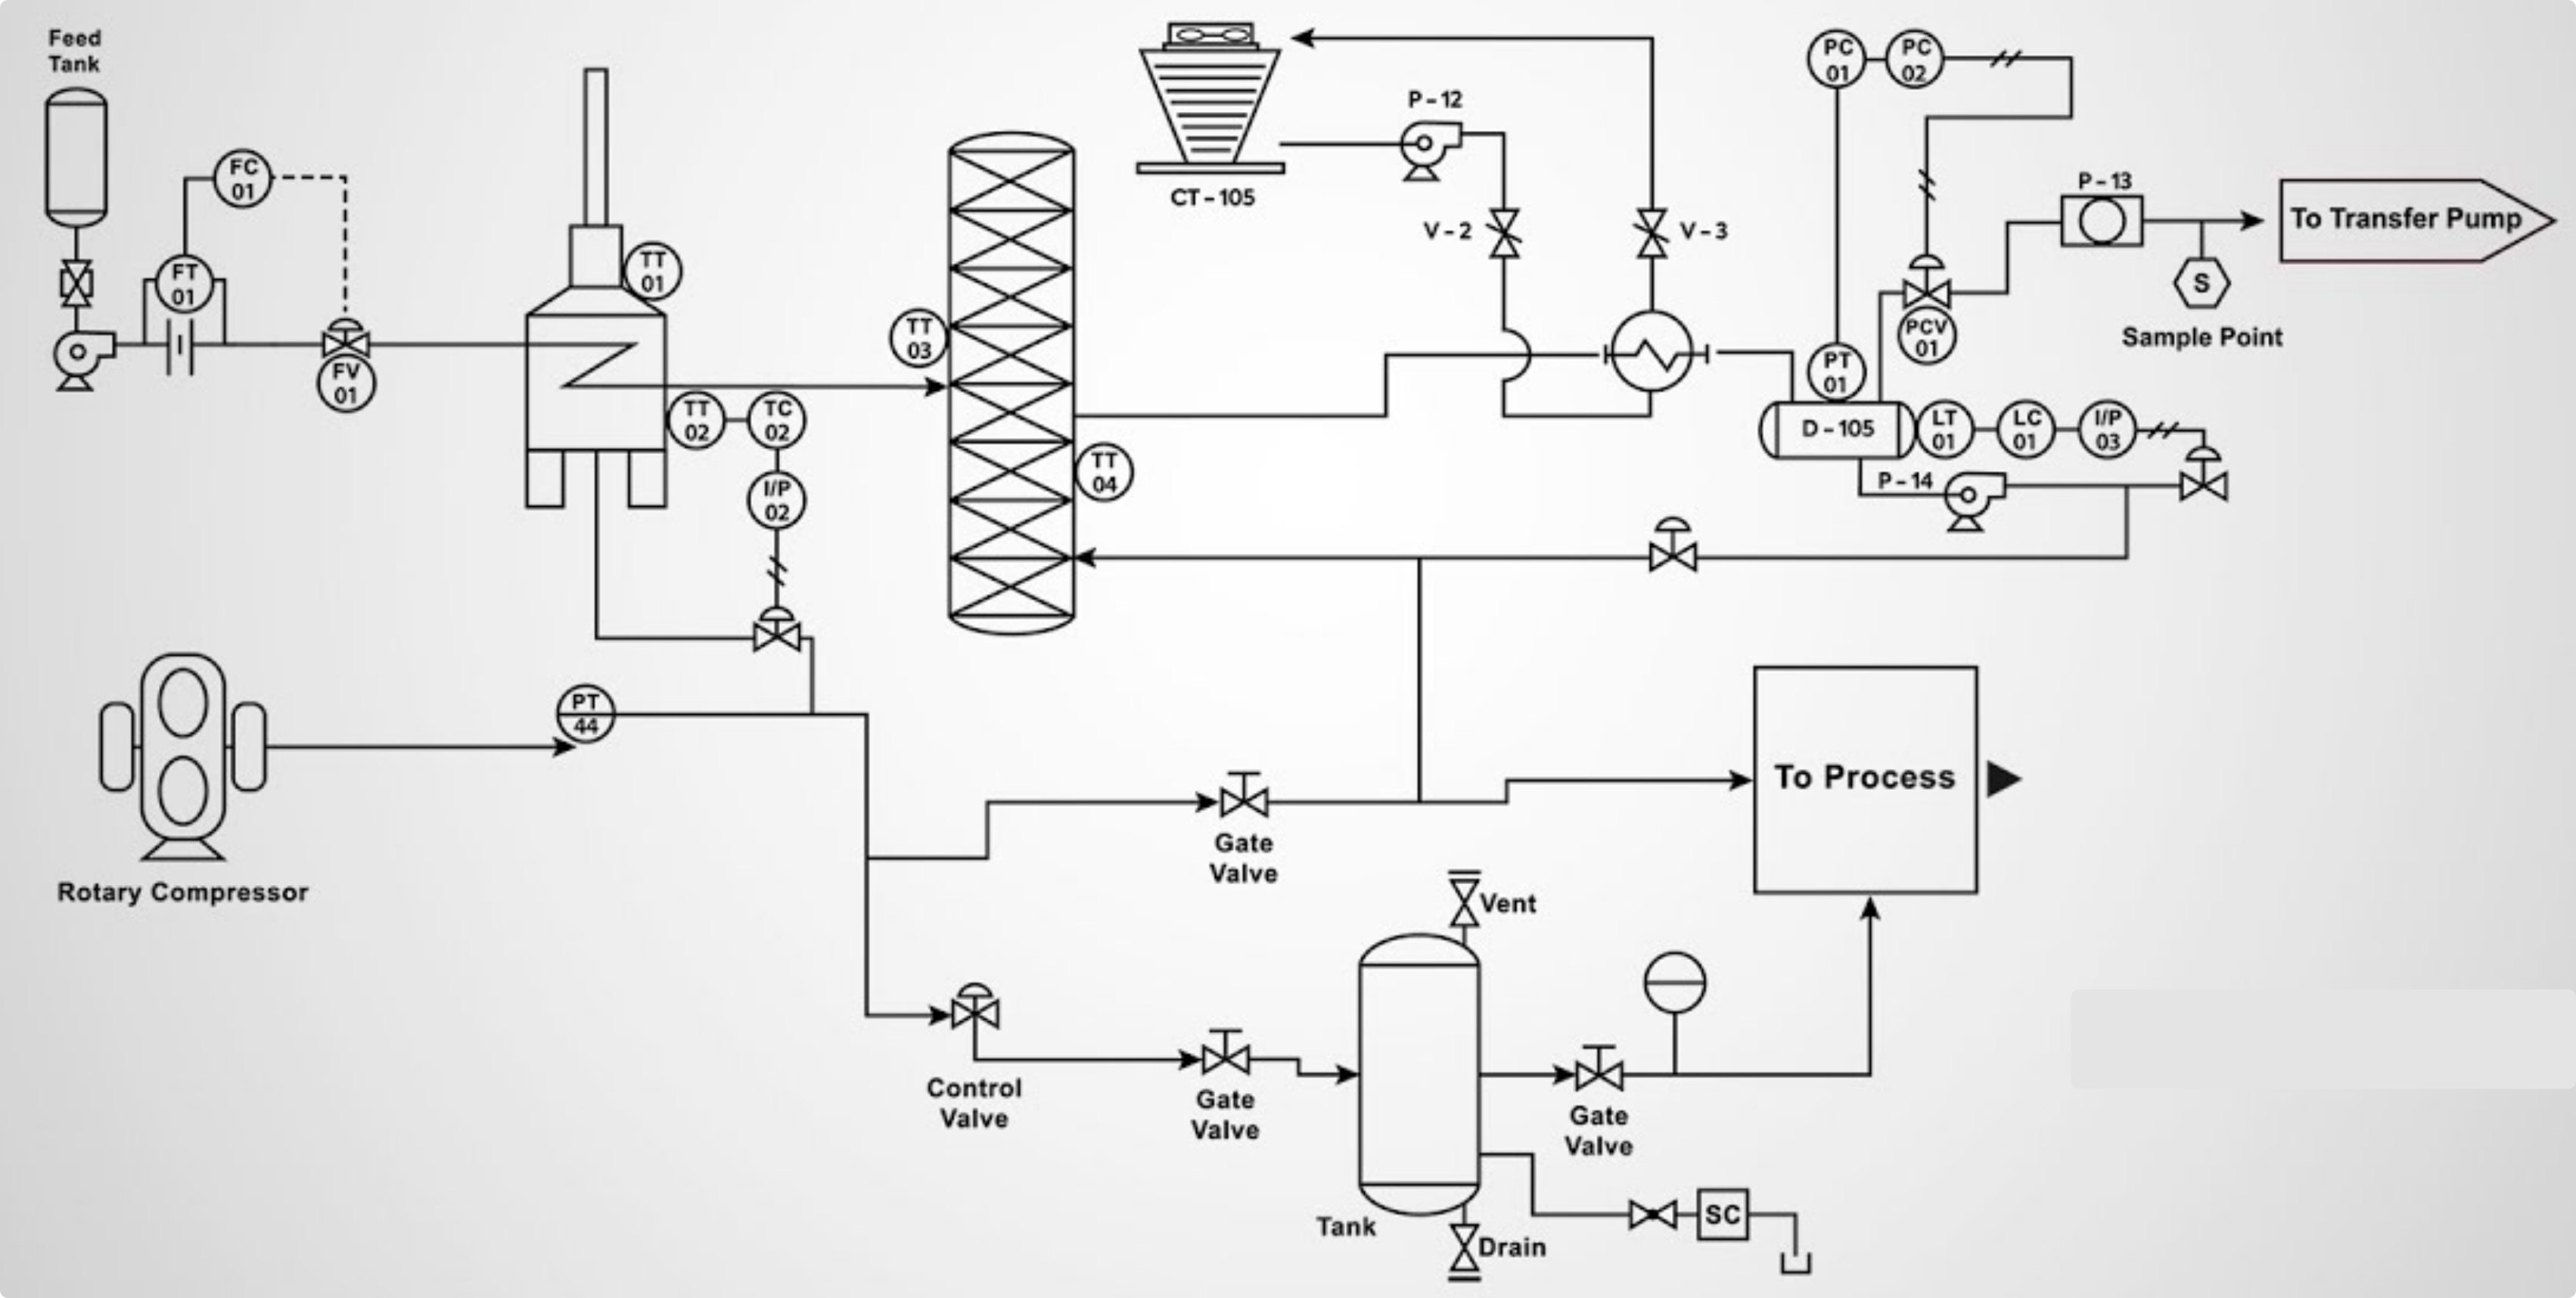 Feed
Tank
FC
01
FT
01
FV
01
TT
01
TT
02
TC
02
I/P
02
TT
03
TT
04
CT-105
P-12
V-2
V-3
PC
01
PC
02
P-13
To Transfer Pump
S
Sample Point
PCV
01
PT
01
D-105
LT
01
LC
01
I/P
03
P-14
PT
44
Rotary Compressor
Gate
Valve
To Process
Vent
Control
Valve
Gate
Valve
Gate
Valve
Tank
Drain
SC